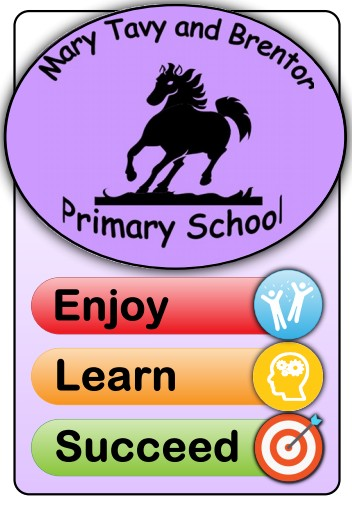 Mary Tavy and Brentor
Primary School
Enjoy
Learn
Succeed